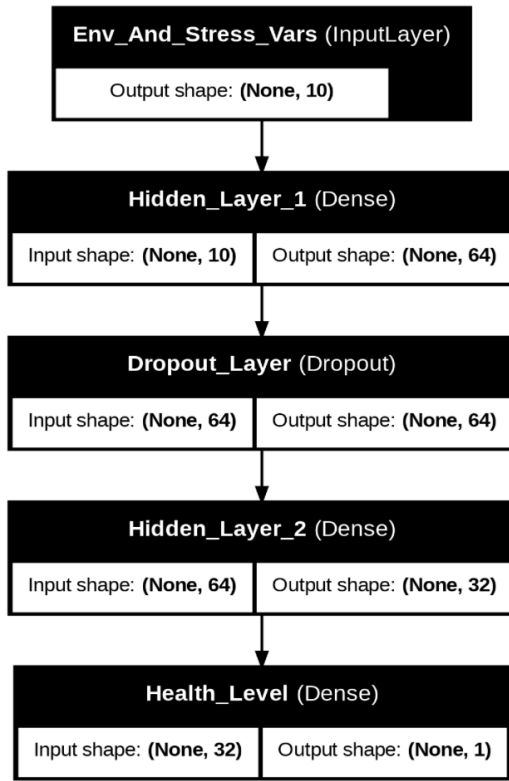 Env_And_Stress_Vars (InputLayer)
Output shape: (None, 10)
Hidden_Layer_1 (Dense)
Input shape: (None, 10) Output shape: (None, 64)
Dropout_Layer (Dropout)
Input shape: (None, 64) Output shape: (None, 64)
Hidden_Layer_2 (Dense)
Input shape: (None, 64) Output shape: (None, 32)
Health_Level (Dense)
Input shape: (None, 32) Output shape: (None, 1)